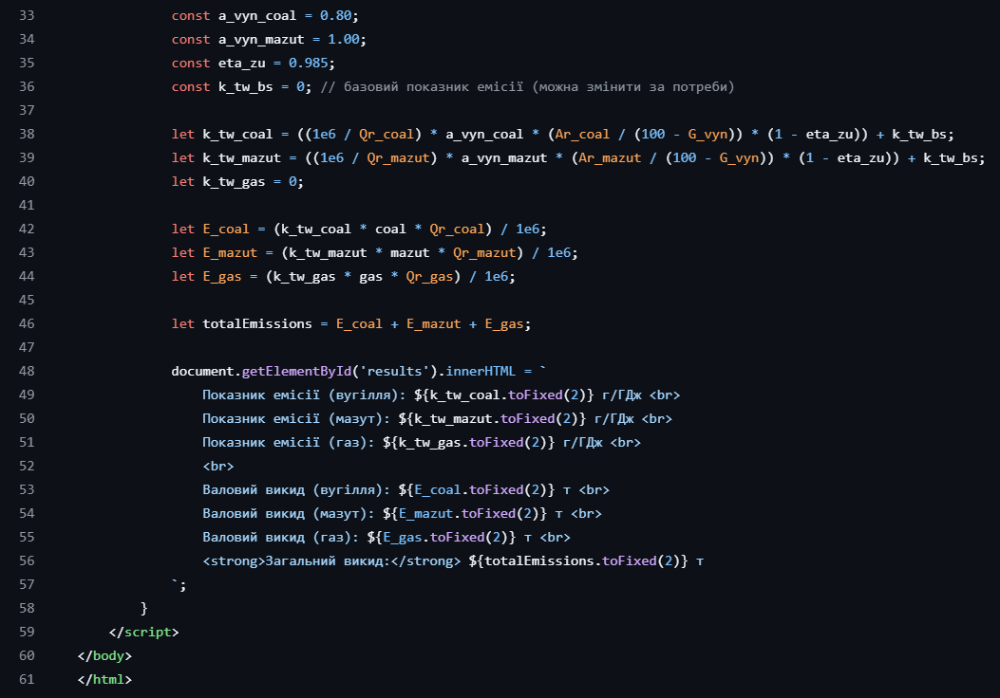 33 const a_vyn_coal = 0.80;
34 const a_vyn_mazut = 1.00;
35 const eta_zu = 0.985;
36 const k_tw_bs = 0; // базовий показник емісії (можна змінити за потреби)
37
38 let k_tw_coal = ((1e6 / Qr_coal) * a_vyn_coal * (Ar_coal / (100 - G_vyn)) * (1 - eta_zu)) + k_tw_bs;
39 let k_tw_mazut = ((1e6 / Qr_mazut) * a_vyn_mazut * (Ar_mazut / (100 - G_vyn)) * (1 - eta_zu)) + k_tw_bs;
40 let k_tw_gas = 0;
41
42 let E_coal = (k_tw_coal * coal * Qr_coal) / 1e6;
43 let E_mazut = (k_tw_mazut * mazut * Qr_mazut) / 1e6;
44 let E_gas = (k_tw_gas * gas * Qr_gas) / 1e6;
45
46 let totalEmissions = E_coal + E_mazut + E_gas;
47
48 document.getElementById('results').innerHTML = `
49 Показник емісії (вугілля): ${k_tw_coal.toFixed(2)} г/ГДж <br>
50 Показник емісії (мазут): ${k_tw_mazut.toFixed(2)} г/ГДж <br>
51 Показник емісії (газ): ${k_tw_gas.toFixed(2)} г/ГДж <br>
52 <br>
53 Валовий викид (вугілля): ${E_coal.toFixed(2)} т <br>
54 Валовий викид (мазут): ${E_mazut.toFixed(2)} т <br>
55 Валовий викид (газ): ${E_gas.toFixed(2)} т <br>
56 <strong>Загальний викид:</strong> ${totalEmissions.toFixed(2)} т
57 `;
58 }
59 </script>
60 </body>
61 </html>